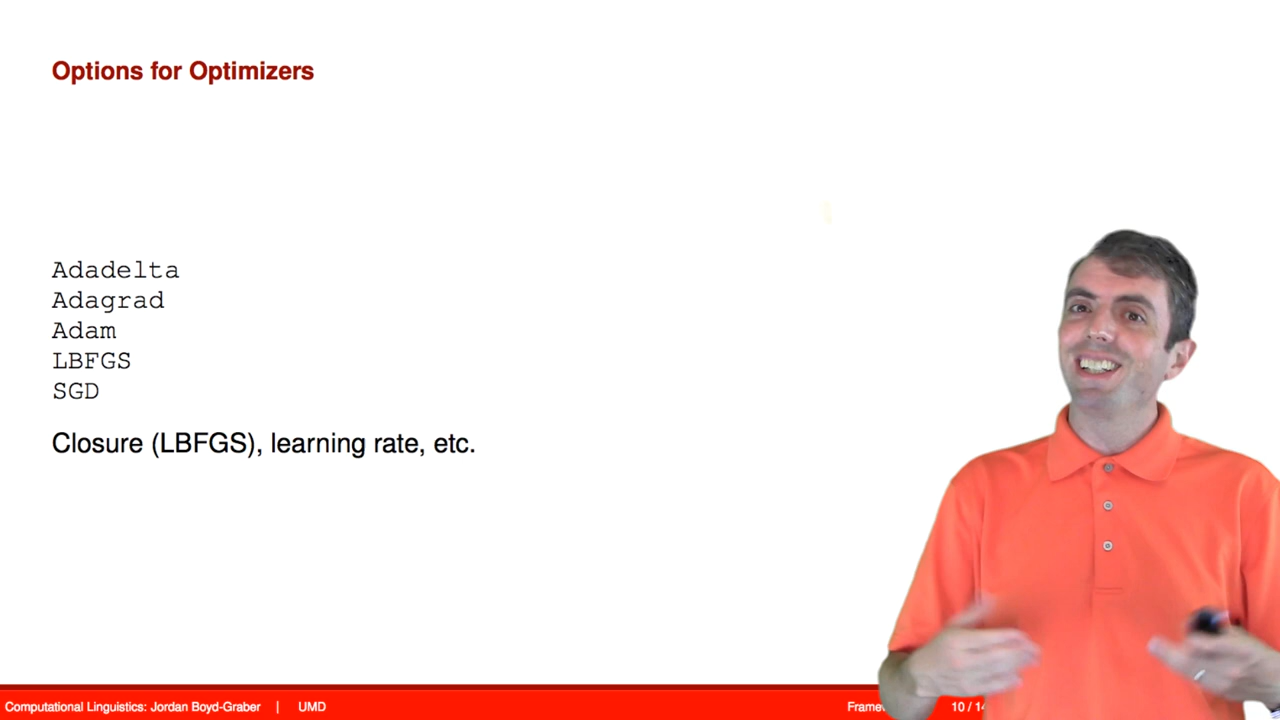 Options for Optimizers
Adadelta
Adagrad
Adam
LBFGS
SGD
Closure (LBFGS), learning rate, etc.
Computational Linguistics: Jordan Boyd-Graber | UMD
10 / 14